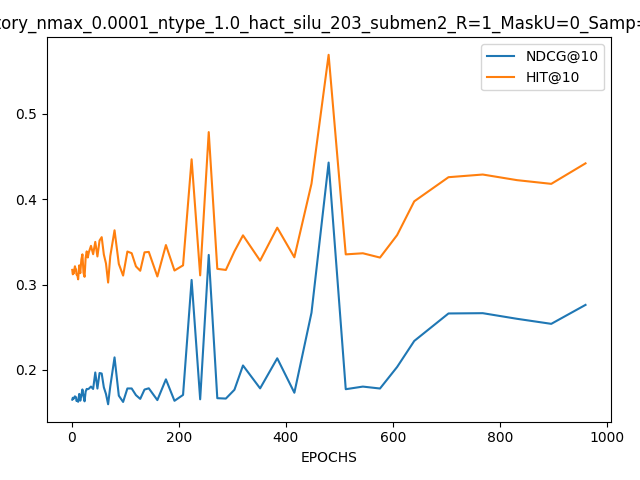 tory_nmax_0.0001_ntype_1.0_hact_silu_203_submen2_R=1_MaskU=0_Samp=
NDCG@10
HIT@10
0.5
0.4
0.3
0.2
0 200 400 600 800 1000
EPOCHS